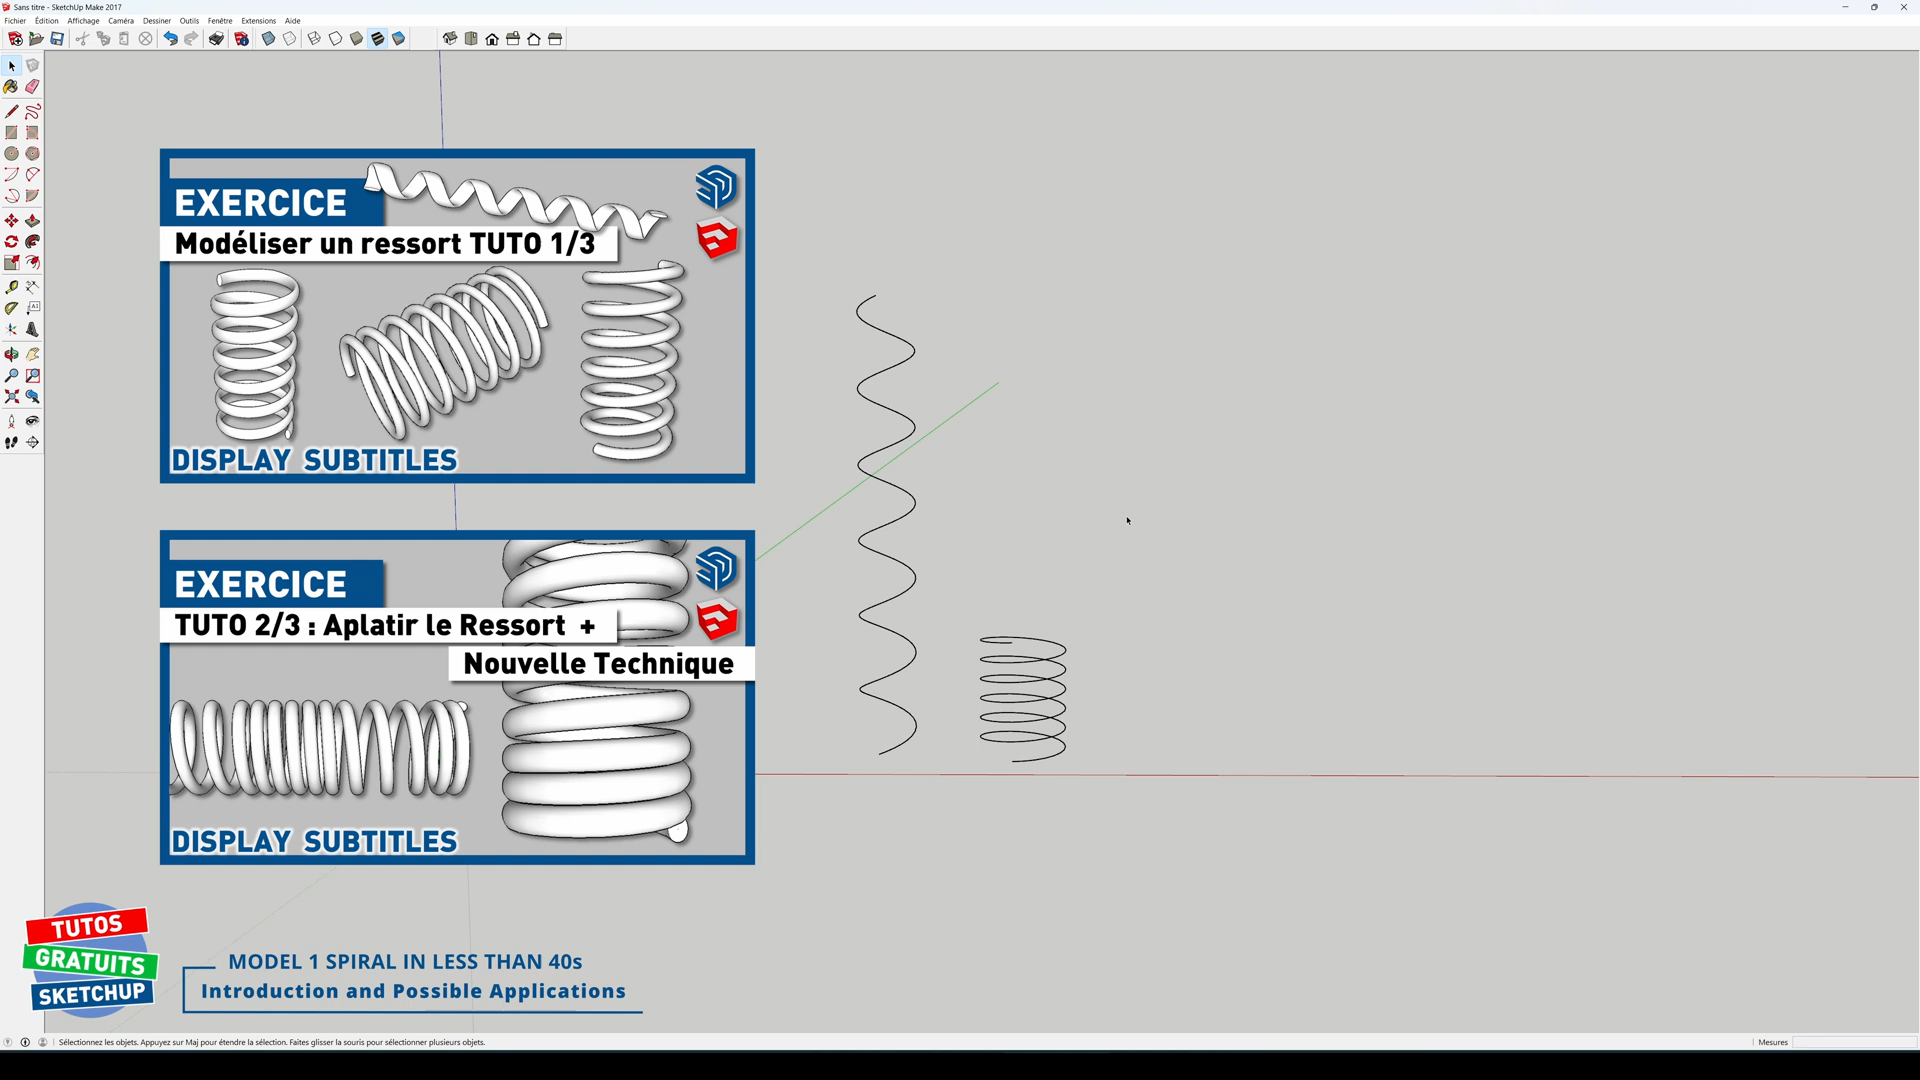 Sans titre - SketchUp Make 2017
Fichier Édition Affichage Caméra Dessiner Outils Fenêtre Extensions Aide
EXERCICE
Modéliser un ressort TUTO 1/3
DISPLAY SUBTITLES
EXERCICE
TUTO 2/3 : Aplatir le Ressort +
Nouvelle Technique
DISPLAY SUBTITLES
TUTOS
GRATUITS
SKETCHUP
MODEL 1 SPIRAL IN LESS THAN 40s
Introduction and Possible Applications
Sélectionnez les objets. Appuyez sur Maj pour étendre la sélection. Faites glisser la souris pour sélectionner plusieurs objets.
Mesures